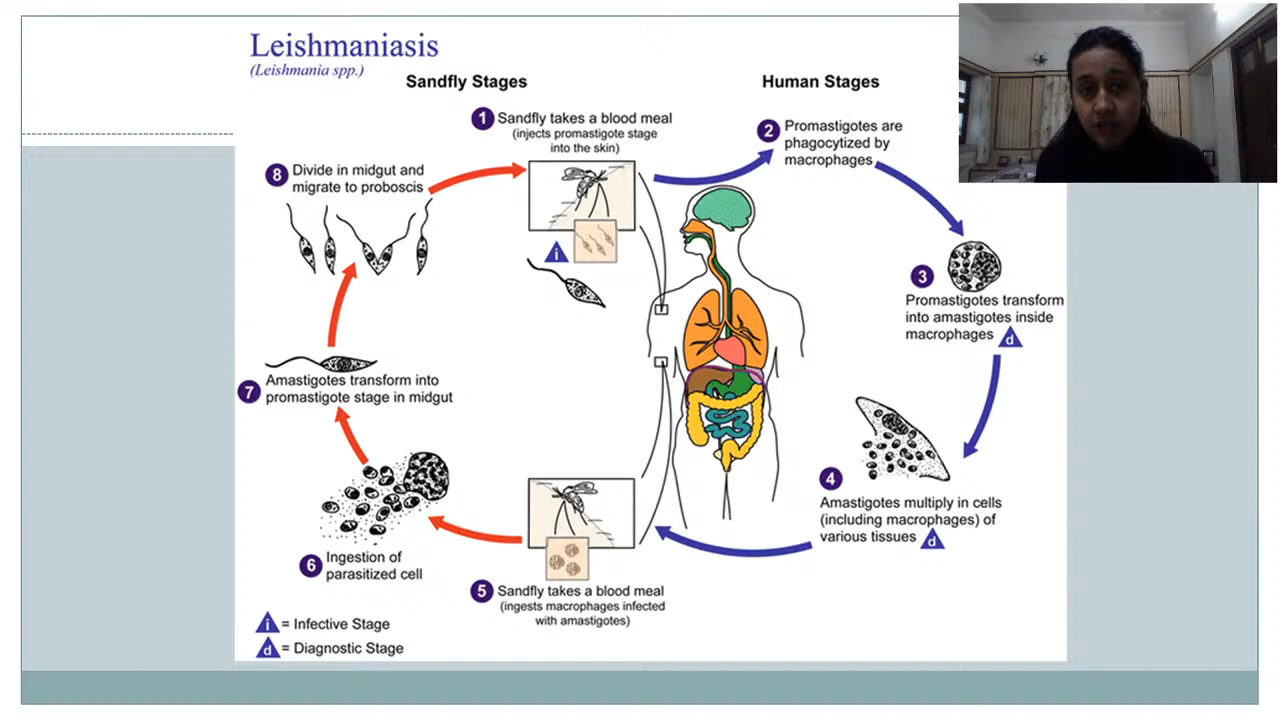 Leishmaniasis
(Leishmania spp.)
Sandfly Stages
Human Stages
1
Sandfly takes a blood meal
(injects promastigote stage
into the skin)
2
Promastigotes are
phagocytized by
macrophages
3
Promastigotes transform
into amastigotes inside
macrophages d
4
Amastigotes multiply in cells
(including macrophages) of
various tissues d
5
Sandfly takes a blood meal
(ingests macrophages infected
with amastigotes)
6
Ingestion of
parasitized cell
7
Amastigotes transform into
promastigote stage in midgut
8
Divide in midgut and
migrate to proboscis
i
i = Infective Stage
d = Diagnostic Stage